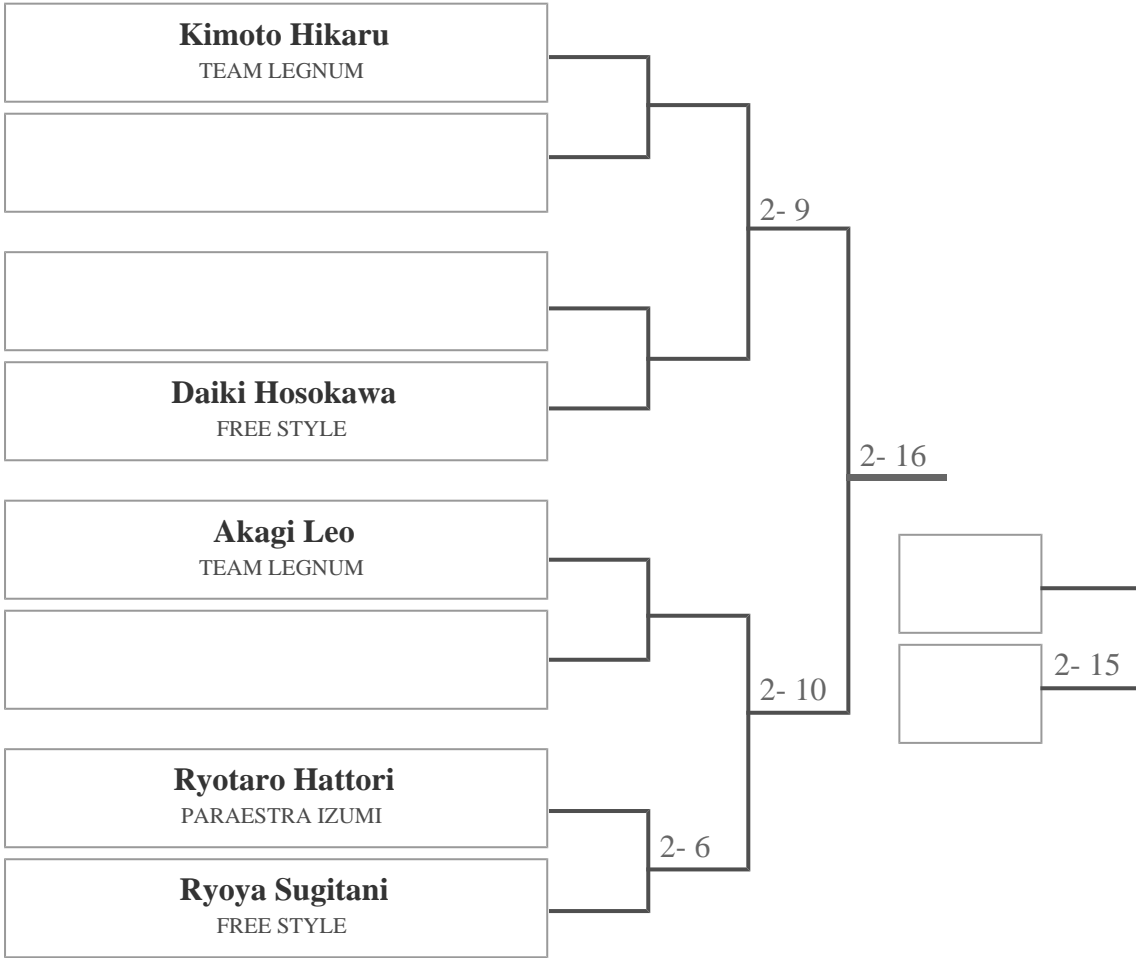 Kimoto Hikaru
TEAM LEGNUM
2- 9
Daiki Hosokawa
FREE STYLE
2- 16
Akagi Leo
TEAM LEGNUM
2- 15
2- 10
Ryotaro Hattori
PARAESTRA IZUMI
2- 6
Ryoya Sugitani
FREE STYLE